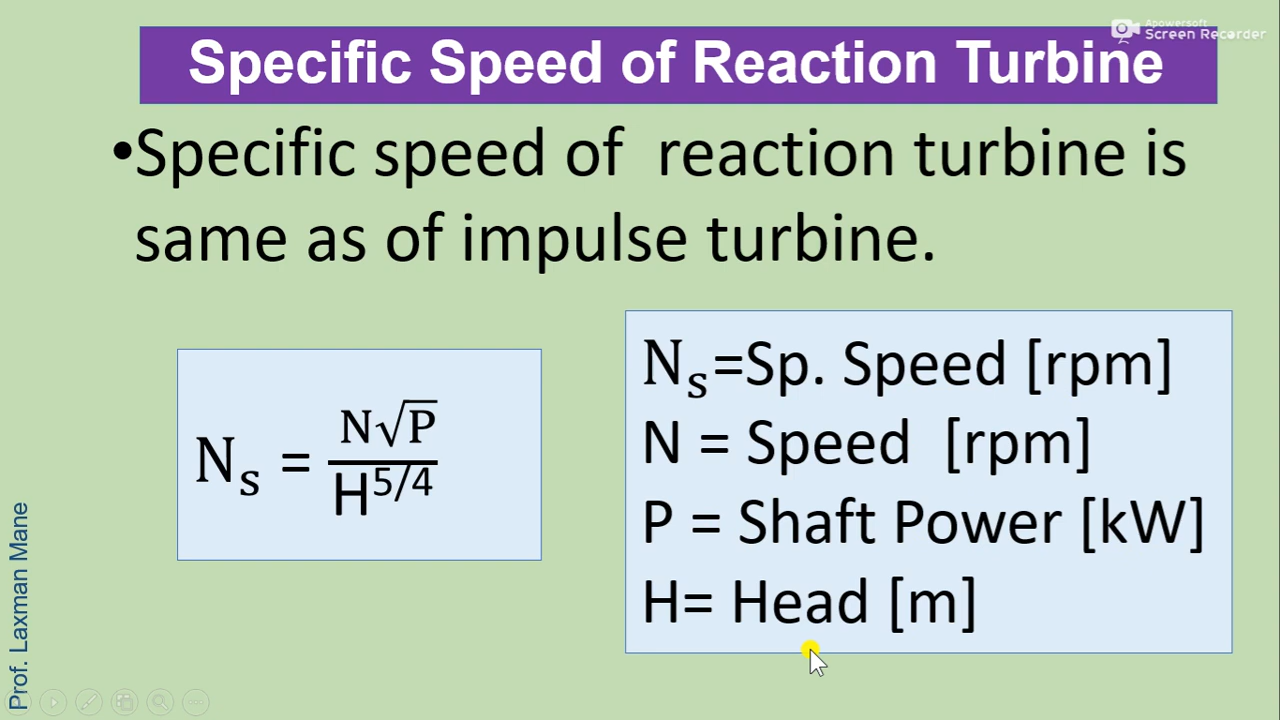 Apowersoft
Screen Recorder
Specific Speed of Reaction Turbine
•Specific speed of reaction turbine is
same as of impulse turbine.
Nₛ = N√P / H^5/4
Nₛ=Sp. Speed [rpm]
N = Speed [rpm]
P = Shaft Power [kW]
H= Head [m]
Prof. Laxman Mane